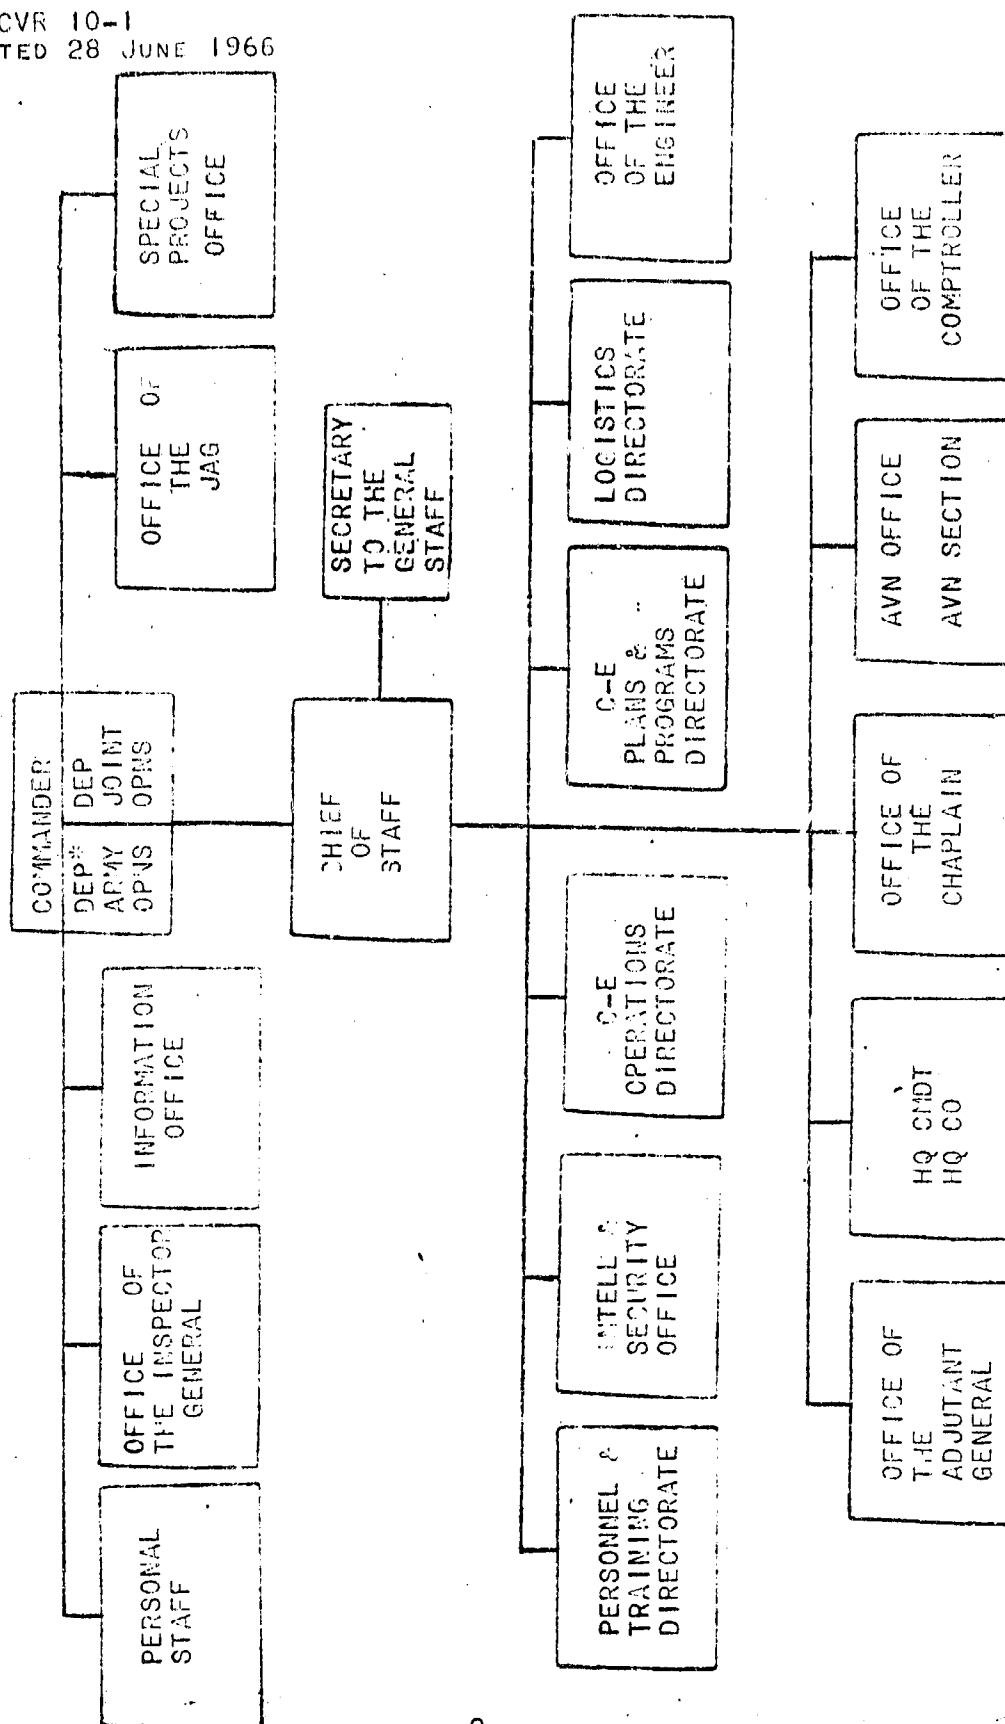 CVR 10-1
TED 28 JUNE 1966
COMMANDER
DEP* DEP
ARMY JOINT
OPNS OPNS
PERSONAL
STAFF
OFFICE OF
THE INSPECTOR
GENERAL
INFORMATION
OFFICE
OFFICE OF
THE
JAG
SPECIAL
PROJECTS
OFFICE
CHIEF
OF
STAFF
SECRETARY
TO THE
GENERAL
STAFF
PERSONNEL &
TRAINING
DIRECTORATE
INTELL &
SECURITY
OFFICE
C-E
OPERATIONS
DIRECTORATE
C-E
PLANS &
PROGRAMS
DIRECTORATE
LOGISTICS
DIRECTORATE
OFFICE
OF THE
ENGINEER
OFFICE OF
THE
ADJUTANT
GENERAL
HQ CMDT
HQ CO
OFFICE OF
THE
CHAPLAIN
AVN OFFICE
AVN SECTION
OFFICE
OF THE
COMPTROLLER